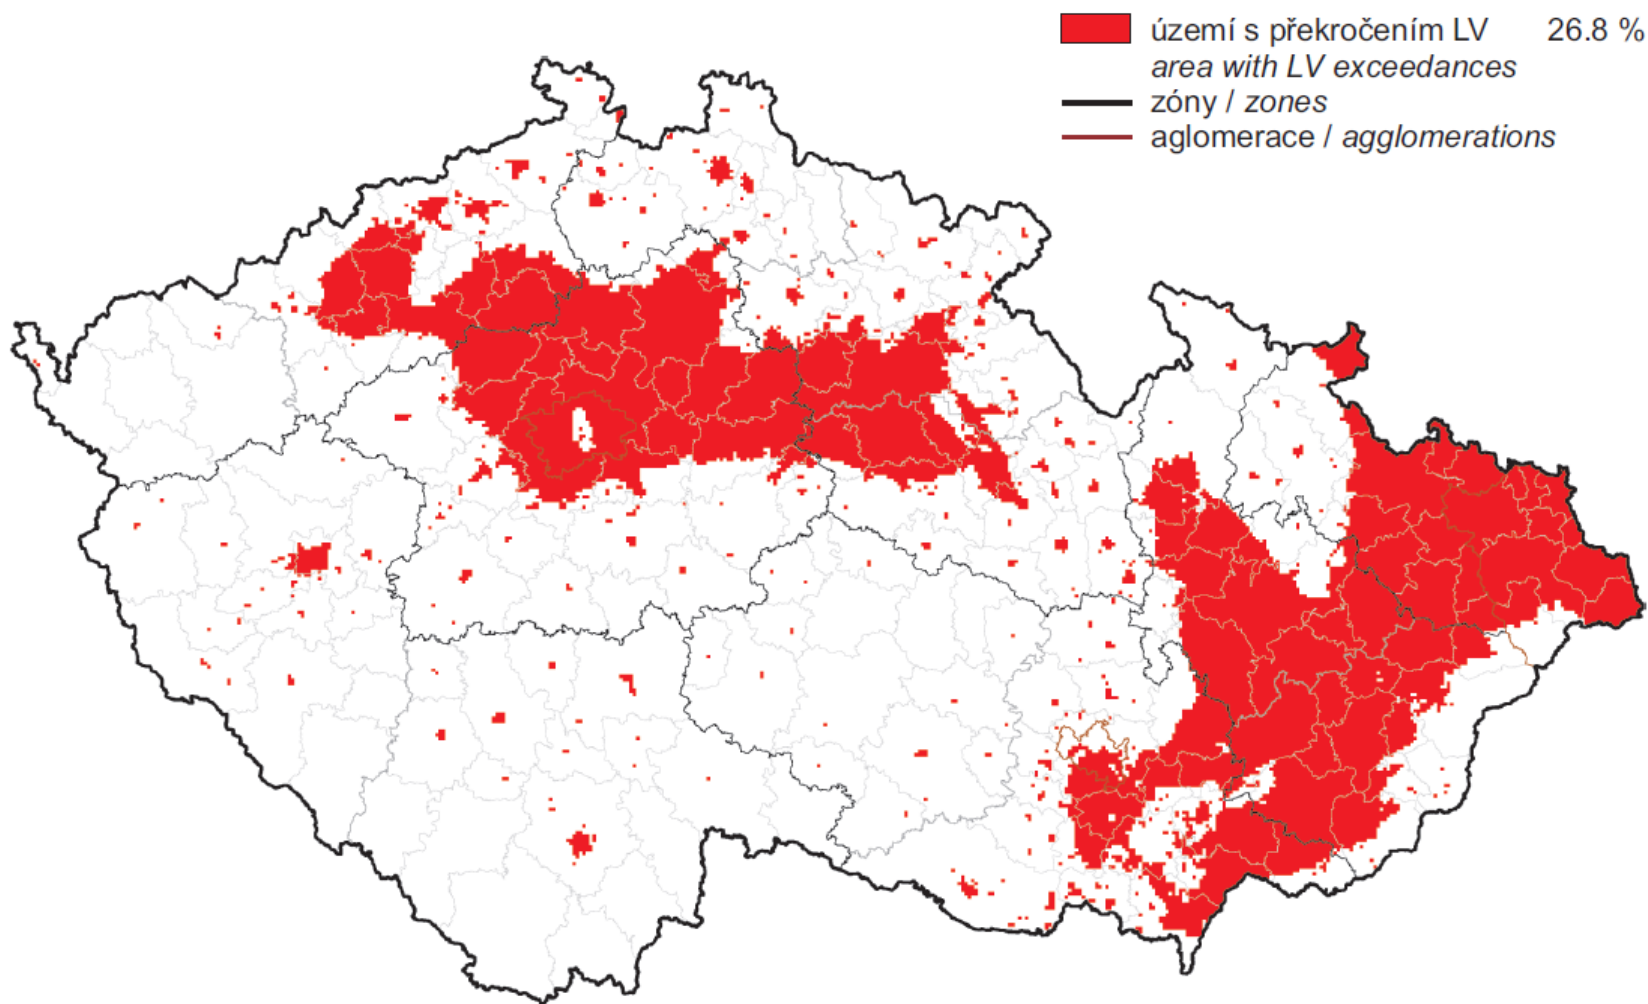 území s překročením LV 26.8 %
area with LV exceedances
zóny / zones
aglomerace / agglomerations